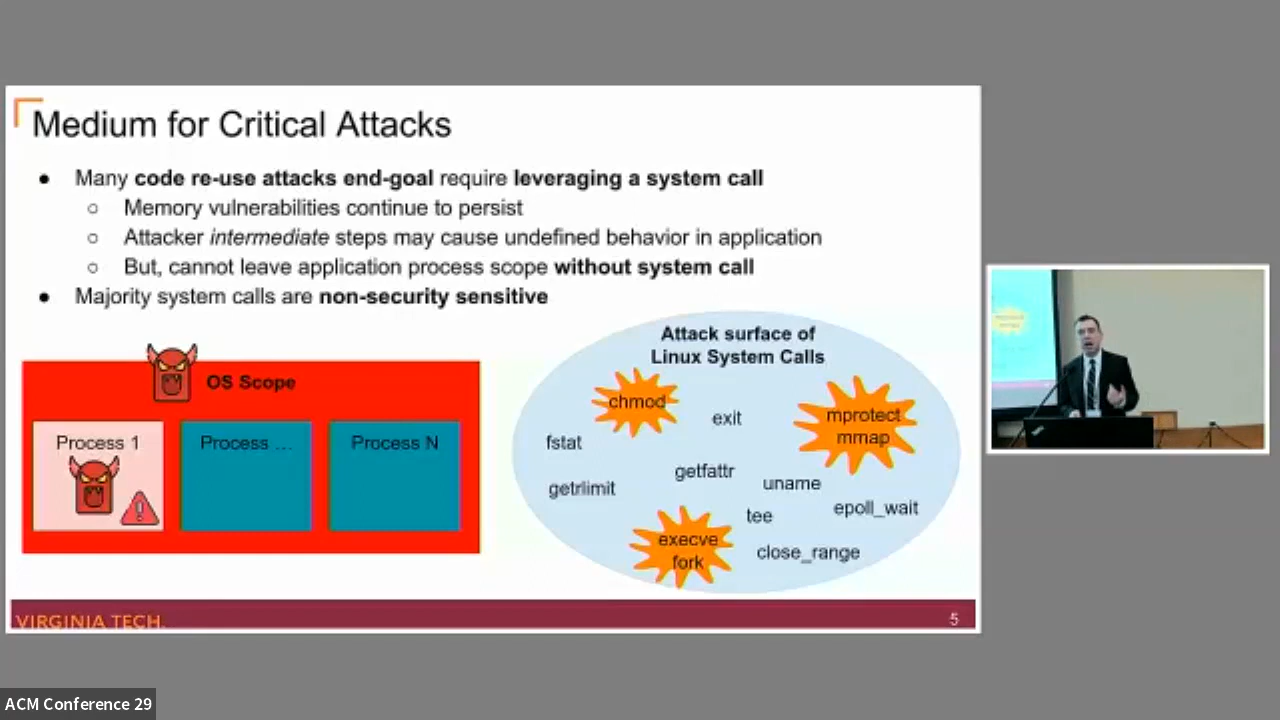 Medium for Critical Attacks
● Many code re-use attacks end-goal require leveraging a system call
○ Memory vulnerabilities continue to persist
○ Attacker intermediate steps may cause undefined behavior in application
○ But, cannot leave application process scope without system call
● Majority system calls are non-security sensitive
OS Scope
Process 1
Process ...
Process N
Attack surface of
Linux System Calls
chmod
exit
mprotect
mmap
fstat
getfattr
getrlimit
uname
tee
epoll_wait
execve
fork
close_range
VIRGINIA TECH.
5
ACM Conference 29